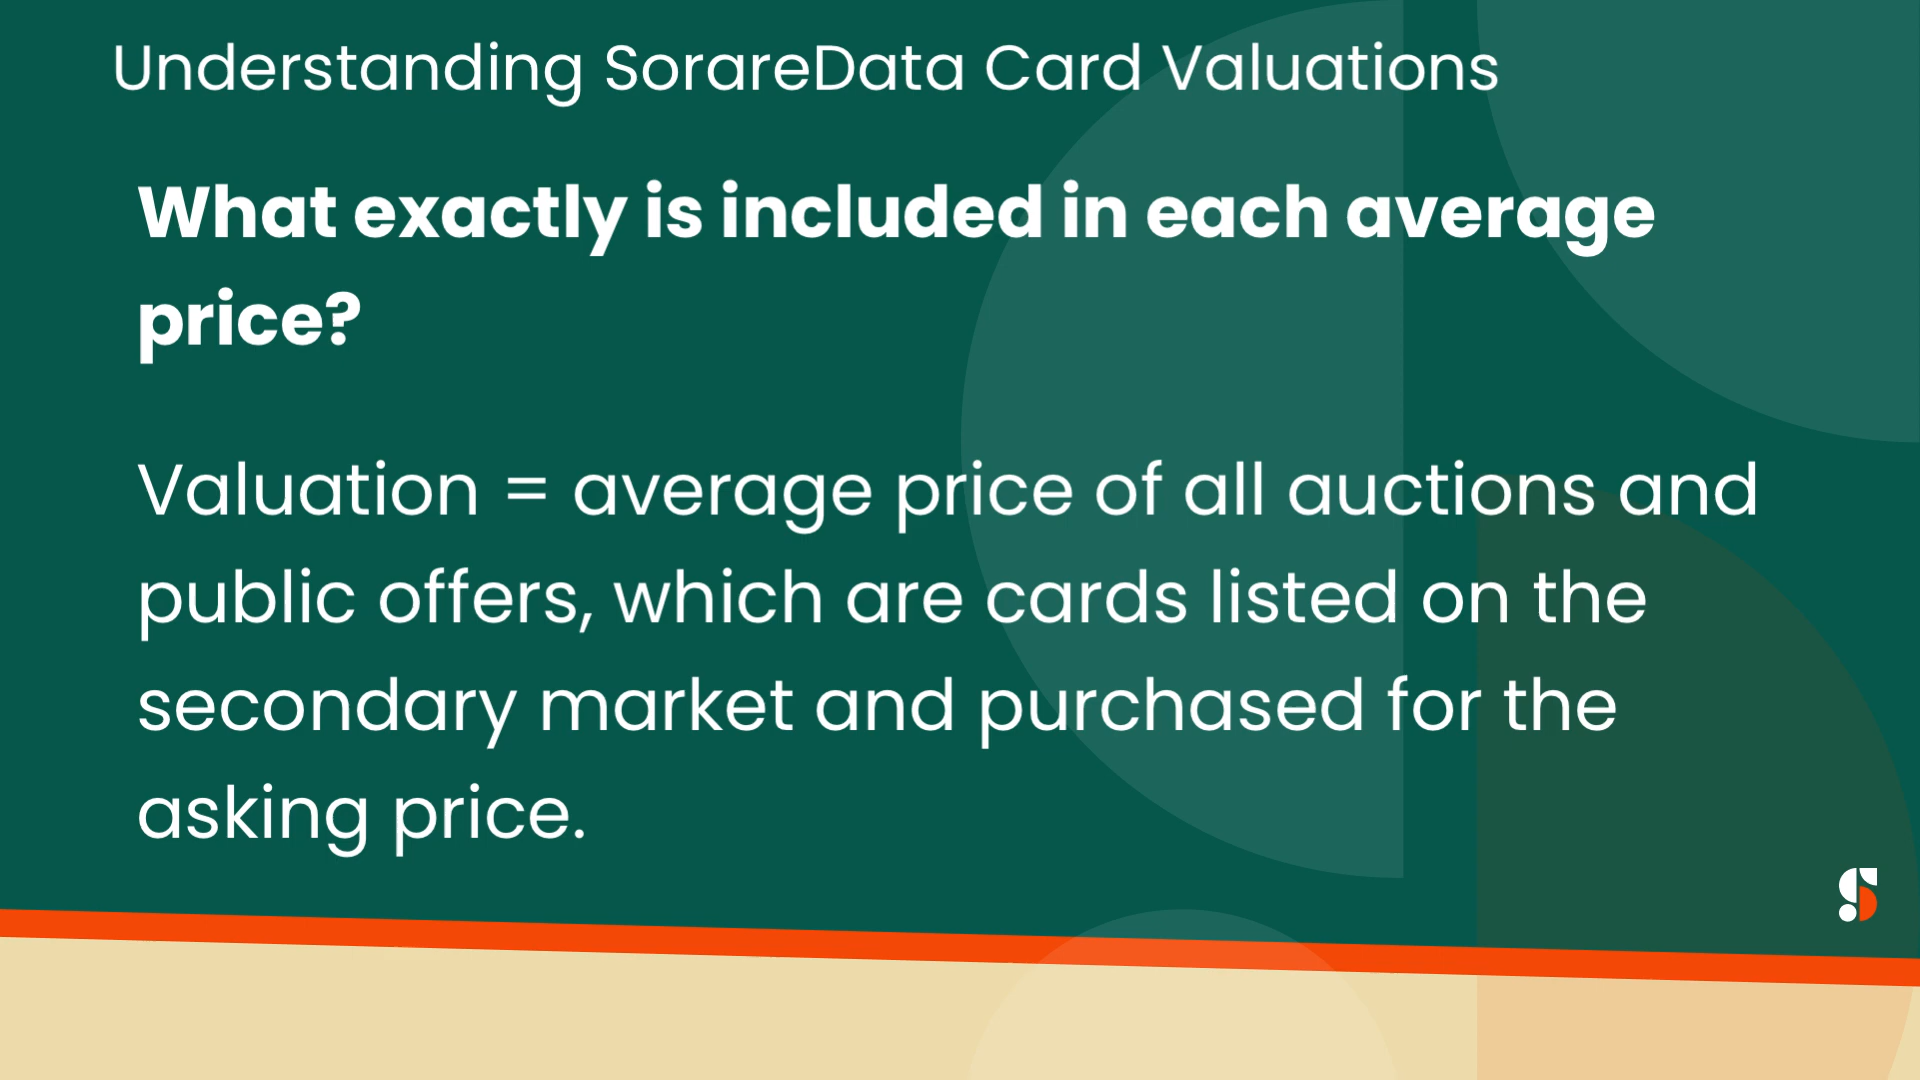 Understanding SorareData Card Valuations
What exactly is included in each average
price?
Valuation = average price of all auctions and
public offers, which are cards listed on the
secondary market and purchased for the
asking price.